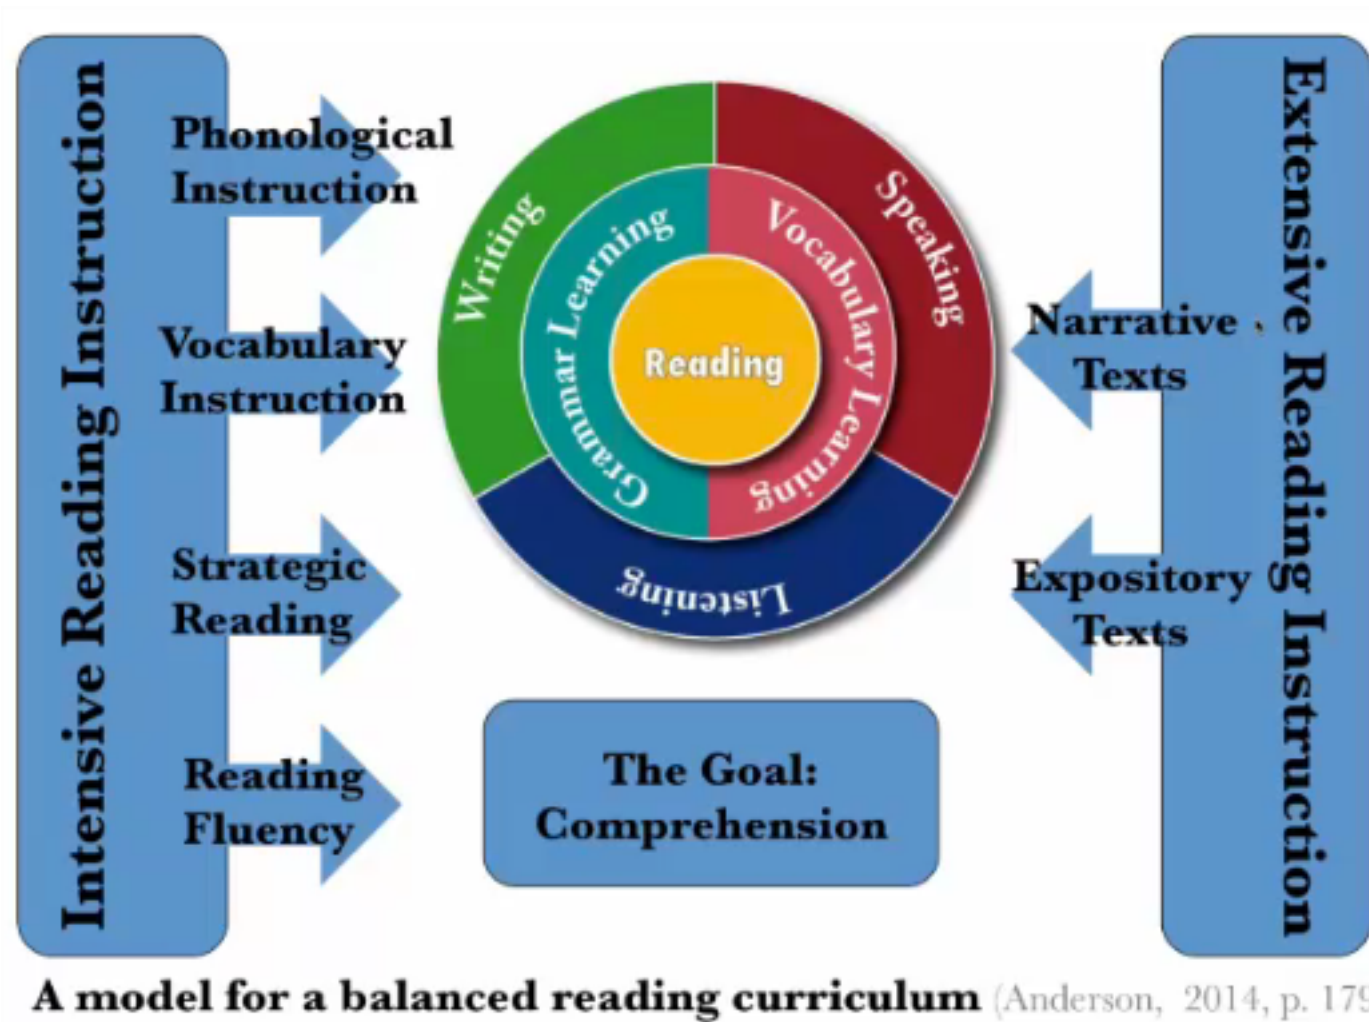 Intensive Reading Instruction
Phonological
Instruction
Vocabulary
Instruction
Strategic
Reading
Reading
Fluency
Writing
Speaking
Listening
Grammar Learning
Vocabulary Learning
Reading
The Goal:
Comprehension
Narrative
Texts
Expository
Texts
Extensive Reading Instruction
A model for a balanced reading curriculum (Anderson, 2014, p. 179